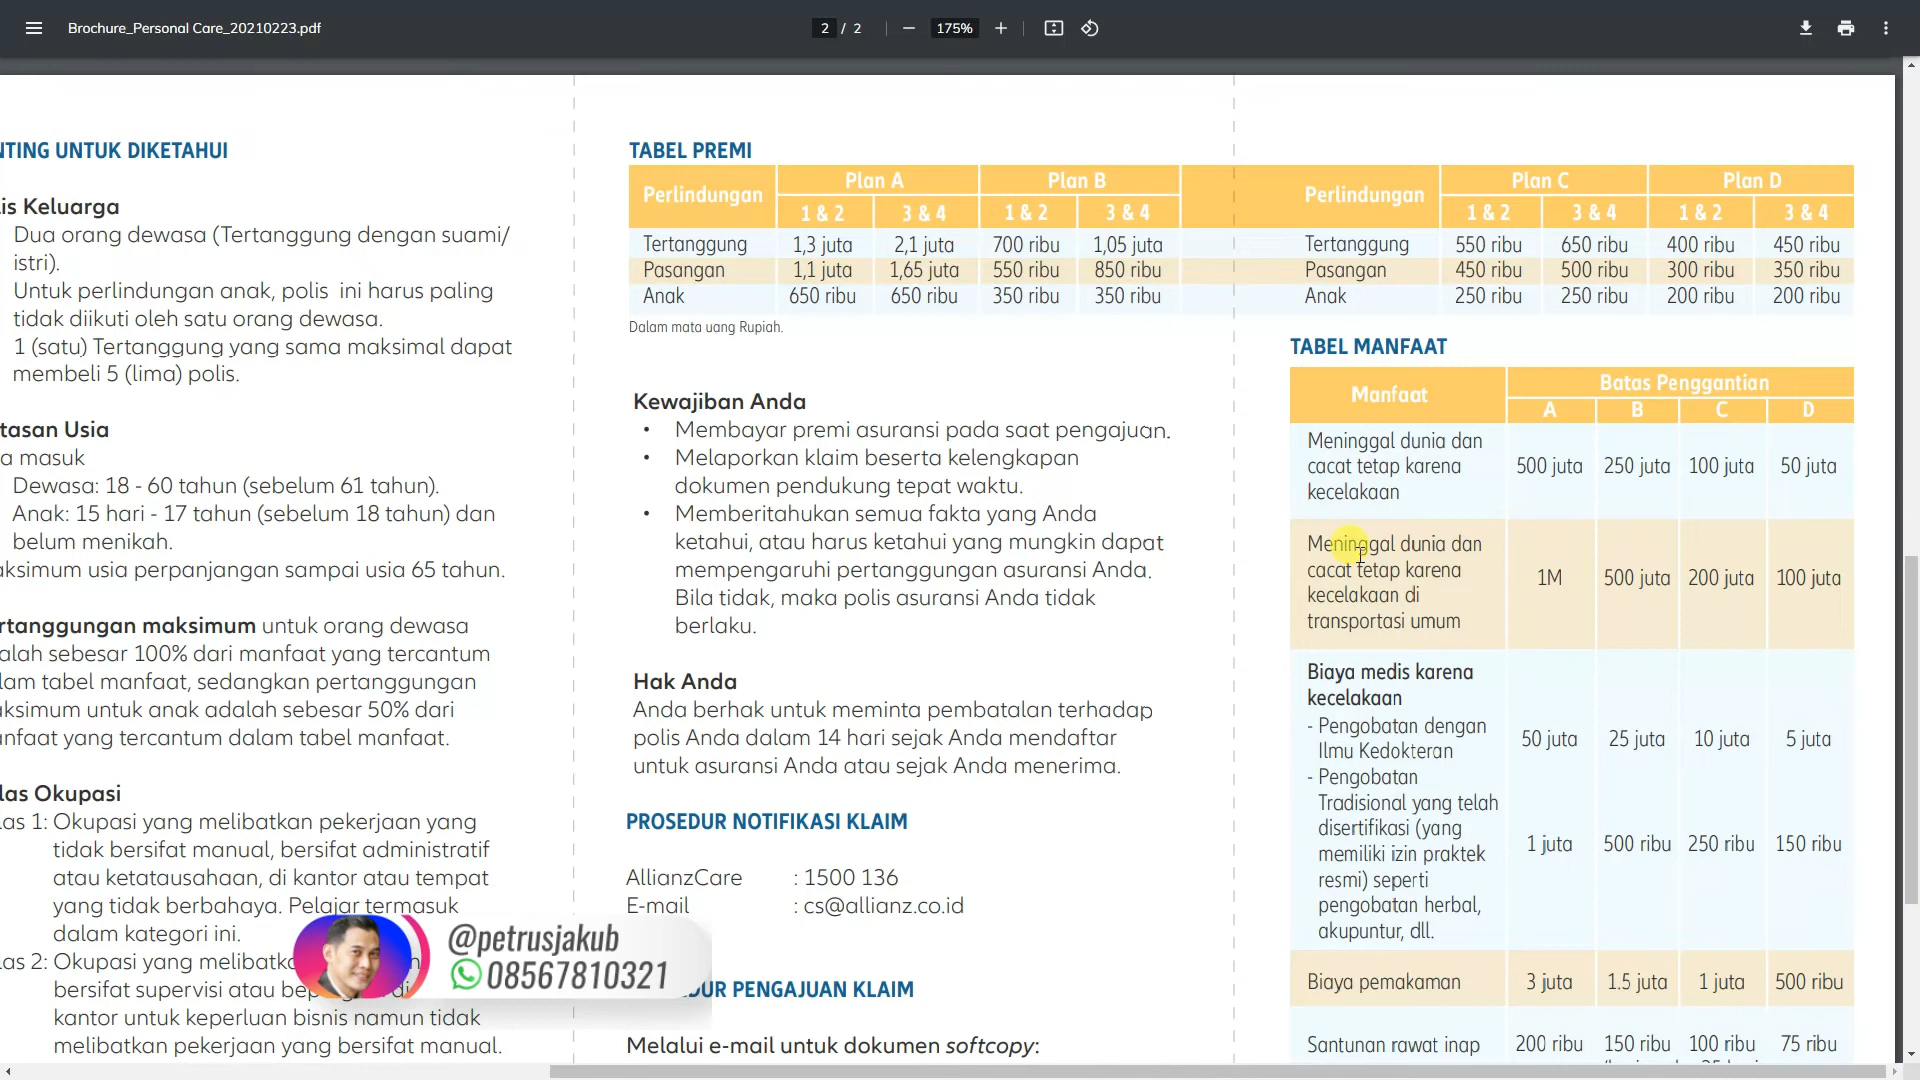 Brochure_Personal Care_20210223.pdf
2 / 2
175%
NTING UNTUK DIKETAHUI
lis Keluarga
Dua orang dewasa (Tertanggung dengan suami/
istri).
Untuk perlindungan anak, polis ini harus paling
tidak diikuti oleh satu orang dewasa.
1 (satu) Tertanggung yang sama maksimal dapat
membeli 5 (lima) polis.
tasan Usia
a masuk
Dewasa: 18 - 60 tahun (sebelum 61 tahun).
Anak: 15 hari - 17 tahun (sebelum 18 tahun) dan
belum menikah.
aksimum usia perpanjangan sampai usia 65 tahun.
rtanggungan maksimum untuk orang dewasa
alah sebesar 100% dari manfaat yang tercantum
lam tabel manfaat, sedangkan pertanggungan
aksimum untuk anak adalah sebesar 50% dari
nfaat yang tercantum dalam tabel manfaat.
las Okupasi
as 1: Okupasi yang melibatkan pekerjaan yang
tidak bersifat manual, bersifat administratif
atau ketatausahaan, di kantor atau tempat
yang tidak berbahaya. Pelajar termasuk
dalam kategori ini.
as 2: Okupasi yang melibatk
bersifat supervisi atau di
kantor untuk keperluan bisnis namun tidak
melibatkan pekerjaan yang bersifat manual.
@petrusjakub
08567810321
TABEL PREMI
Perlindungan Plan A Plan B Perlindungan Plan C Plan D
1 & 2 3 & 4 1 & 2 3 & 4 1 & 2 3 & 4 1 & 2 3 & 4
Tertanggung 1,3 juta 2,1 juta 700 ribu 1,05 juta Tertanggung 550 ribu 650 ribu 400 ribu 450 ribu
Pasangan 1,1 juta 1,65 juta 550 ribu 850 ribu Pasangan 450 ribu 500 ribu 300 ribu 350 ribu
Anak 650 ribu 650 ribu 350 ribu 350 ribu Anak 250 ribu 250 ribu 200 ribu 200 ribu
Dalam mata uang Rupiah.
Kewajiban Anda
• Membayar premi asuransi pada saat pengajuan.
• Melaporkan klaim beserta kelengkapan
dokumen pendukung tepat waktu.
• Memberitahukan semua fakta yang Anda
ketahui, atau harus ketahui yang mungkin dapat
mempengaruhi pertanggungan asuransi Anda.
Bila tidak, maka polis asuransi Anda tidak
berlaku.
Hak Anda
Anda berhak untuk meminta pembatalan terhadap
polis Anda dalam 14 hari sejak Anda mendaftar
untuk asuransi Anda atau sejak Anda menerima.
PROSEDUR NOTIFIKASI KLAIM
AllianzCare : 1500 136
E-mail : cs@allianz.co.id
DUR PENGAJUAN KLAIM
Melalui e-mail untuk dokumen softcopy:
TABEL MANFAAT
Manfaat Batas Penggantian
A B C D
Meninggal dunia dan
cacat tetap karena 500 juta 250 juta 100 juta 50 juta
kecelakaan
Meninggal dunia dan
cacat tetap karena 1M 500 juta 200 juta 100 juta
kecelakaan di
transportasi umum
Biaya medis karena
kecelakaan
- Pengobatan dengan 50 juta 25 juta 10 juta 5 juta
Ilmu Kedokteran
- Pengobatan
Tradisional yang telah
disertifikasi (yang 1 juta 500 ribu 250 ribu 150 ribu
memiliki izin praktek
resmi) seperti
pengobatan herbal,
akupuntur, dll.
Biaya pemakaman 3 juta 1.5 juta 1 juta 500 ribu
Santunan rawat inap 200 ribu 150 ribu 100 ribu 75 ribu